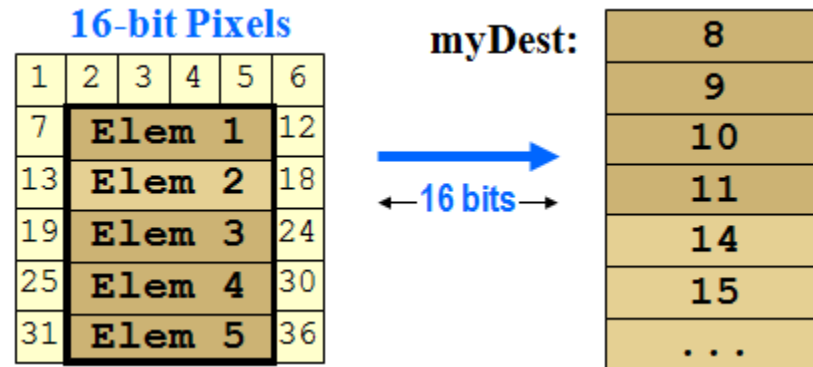 16-bit Pixels
1 2 3 4 5 6
7 Elem 1 12
13 Elem 2 18
19 Elem 3 24
25 Elem 4 30
31 Elem 5 36
16 bits
myDest:
8
9
10
11
14
15
...